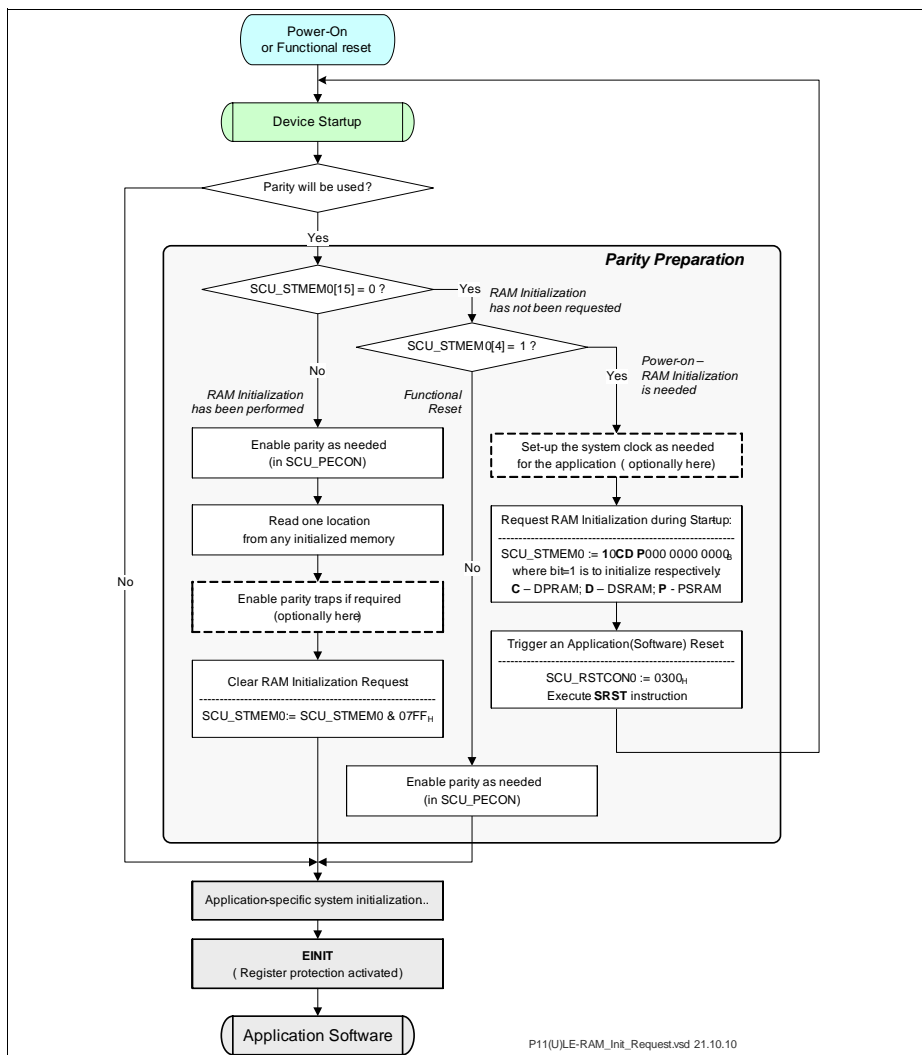 Power-On
or Functional reset
Device Startup
Parity will be used?
Yes
Parity Preparation
SCU_STMEM0[15] = 0 ?
Yes
RAM Initialization
has not been requested
SCU_STMEM0[4] = 1 ?
No
Yes
Power-on –
RAM Initialization
is needed
RAM Initialization
has been performed
Functional
Reset
Enable parity as needed
(in SCU_PECON)
Set-up the system clock as needed
for the application ( optionally here)
Read one location
from any initialized memory
Request RAM Initialization during Startup:
SCU_STMEM0 := 10CD P000 0000 0000B
where bit=1 is to initialize respectively:
C – DPRAM; D – DSRAM; P - PSRAM
No
No
Enable parity traps if required
(optionally here)
Trigger an Application(Software) Reset:
SCU_RSTCON0 := 0300H
Execute SRST instruction
Clear RAM Initialization Request
SCU_STMEM0:= SCU_STMEM0 & 07FFH
Enable parity as needed
(in SCU_PECON)
Application-specific system initialization..
EINIT
( Register protection activated)
Application Software
P11(U)LE-RAM_Init_Request.vsd 21.10.10